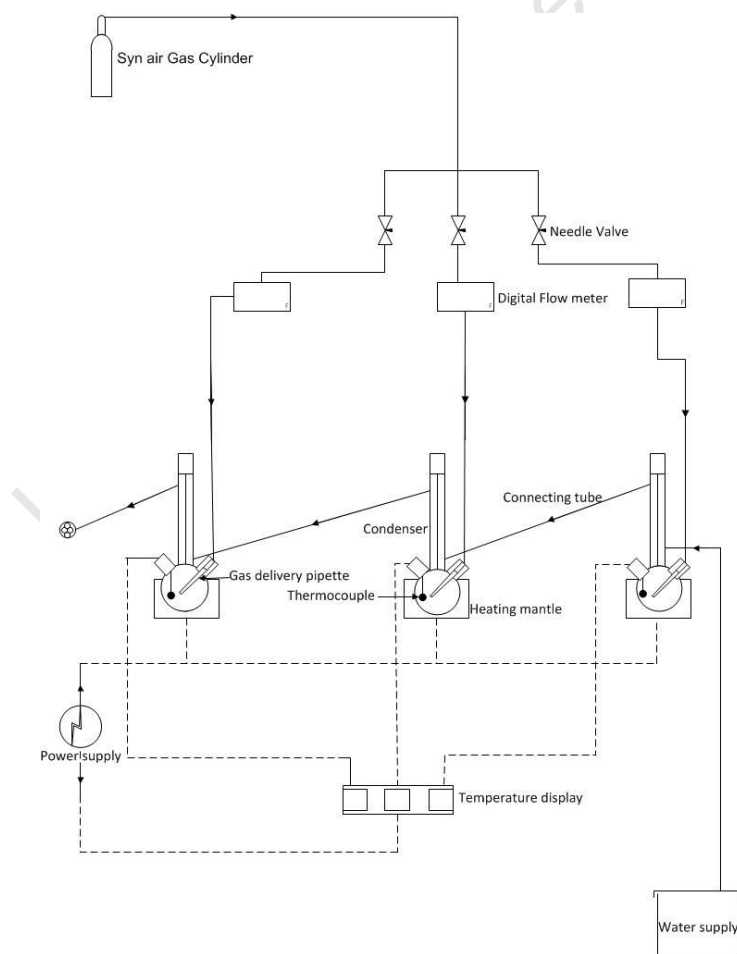 Syn air Gas Cylinder
Needle Valve
F
F
F
Digital Flow meter
Connecting tube
Condenser
Gas delivery pipette
Thermocouple
Heating mantle
Power supply
Temperature display
Water supply